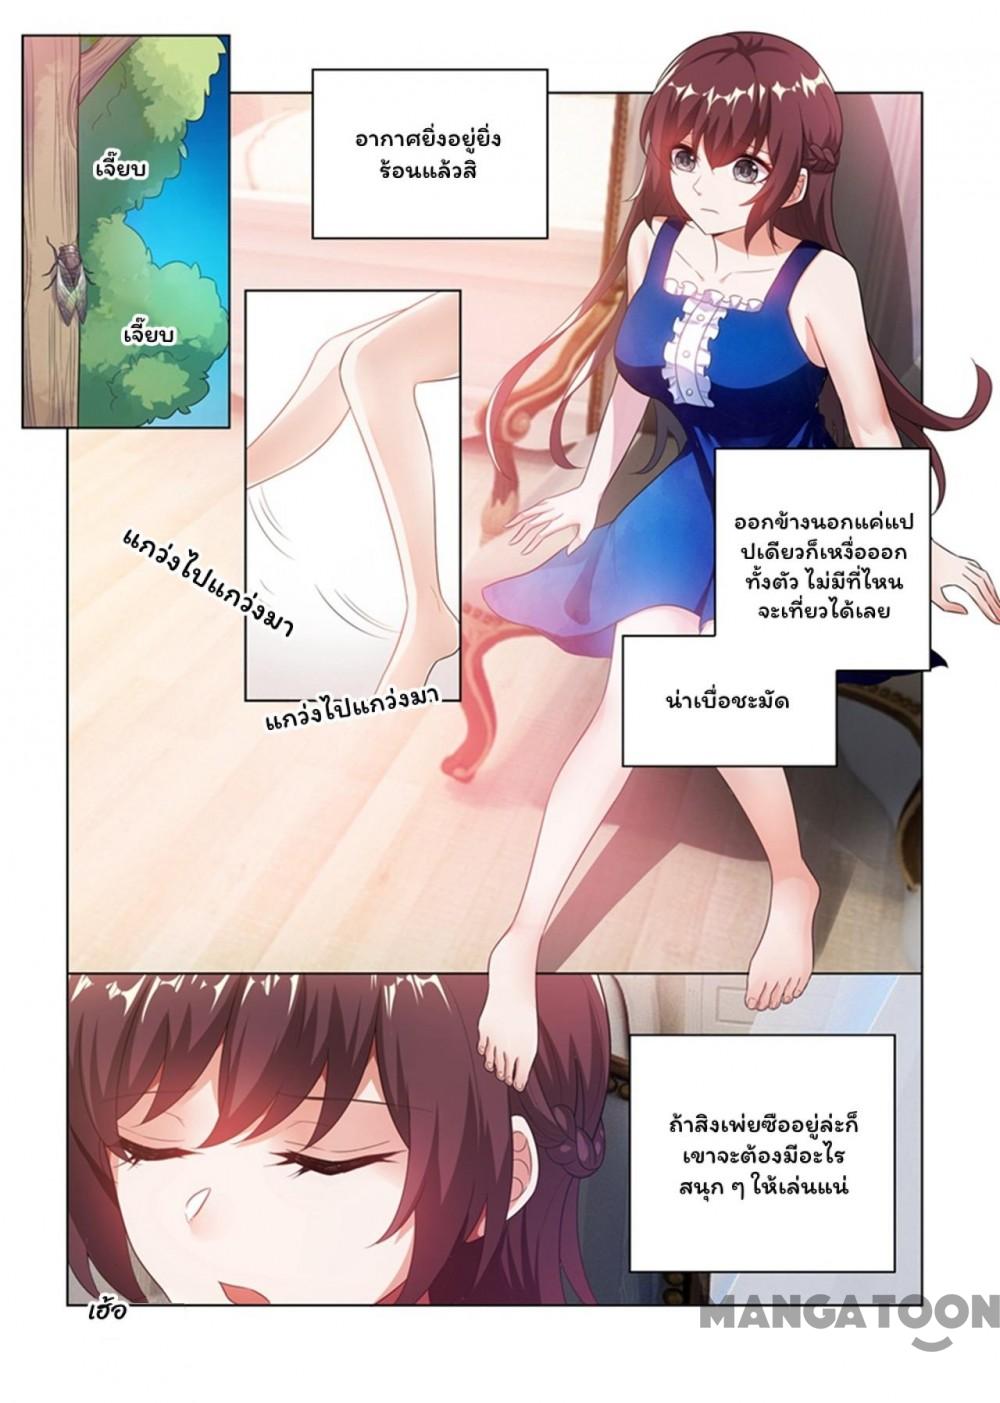 อากาศยิ่งอยู่ยิ่ง
ร้อนแล้วสิ
เจี๊ยบ
เจี๊ยบ
แกว่งไปแกว่งมา
แกว่งไปแกว่งมา
ออกข้างนอกแค่แป
ปเดียวก็เหงื่อออก
ทั้งตัว ไม่มีที่ไหน
จะเที่ยวได้เลย
น่าเบื่อชะมัด
ถ้าสิงเฟยซืออยู่ล่ะก็
เขาจะต้องมีอะไร
สนุก ๆ ให้เล่นแน่
เฮ้อ
MANGATOON